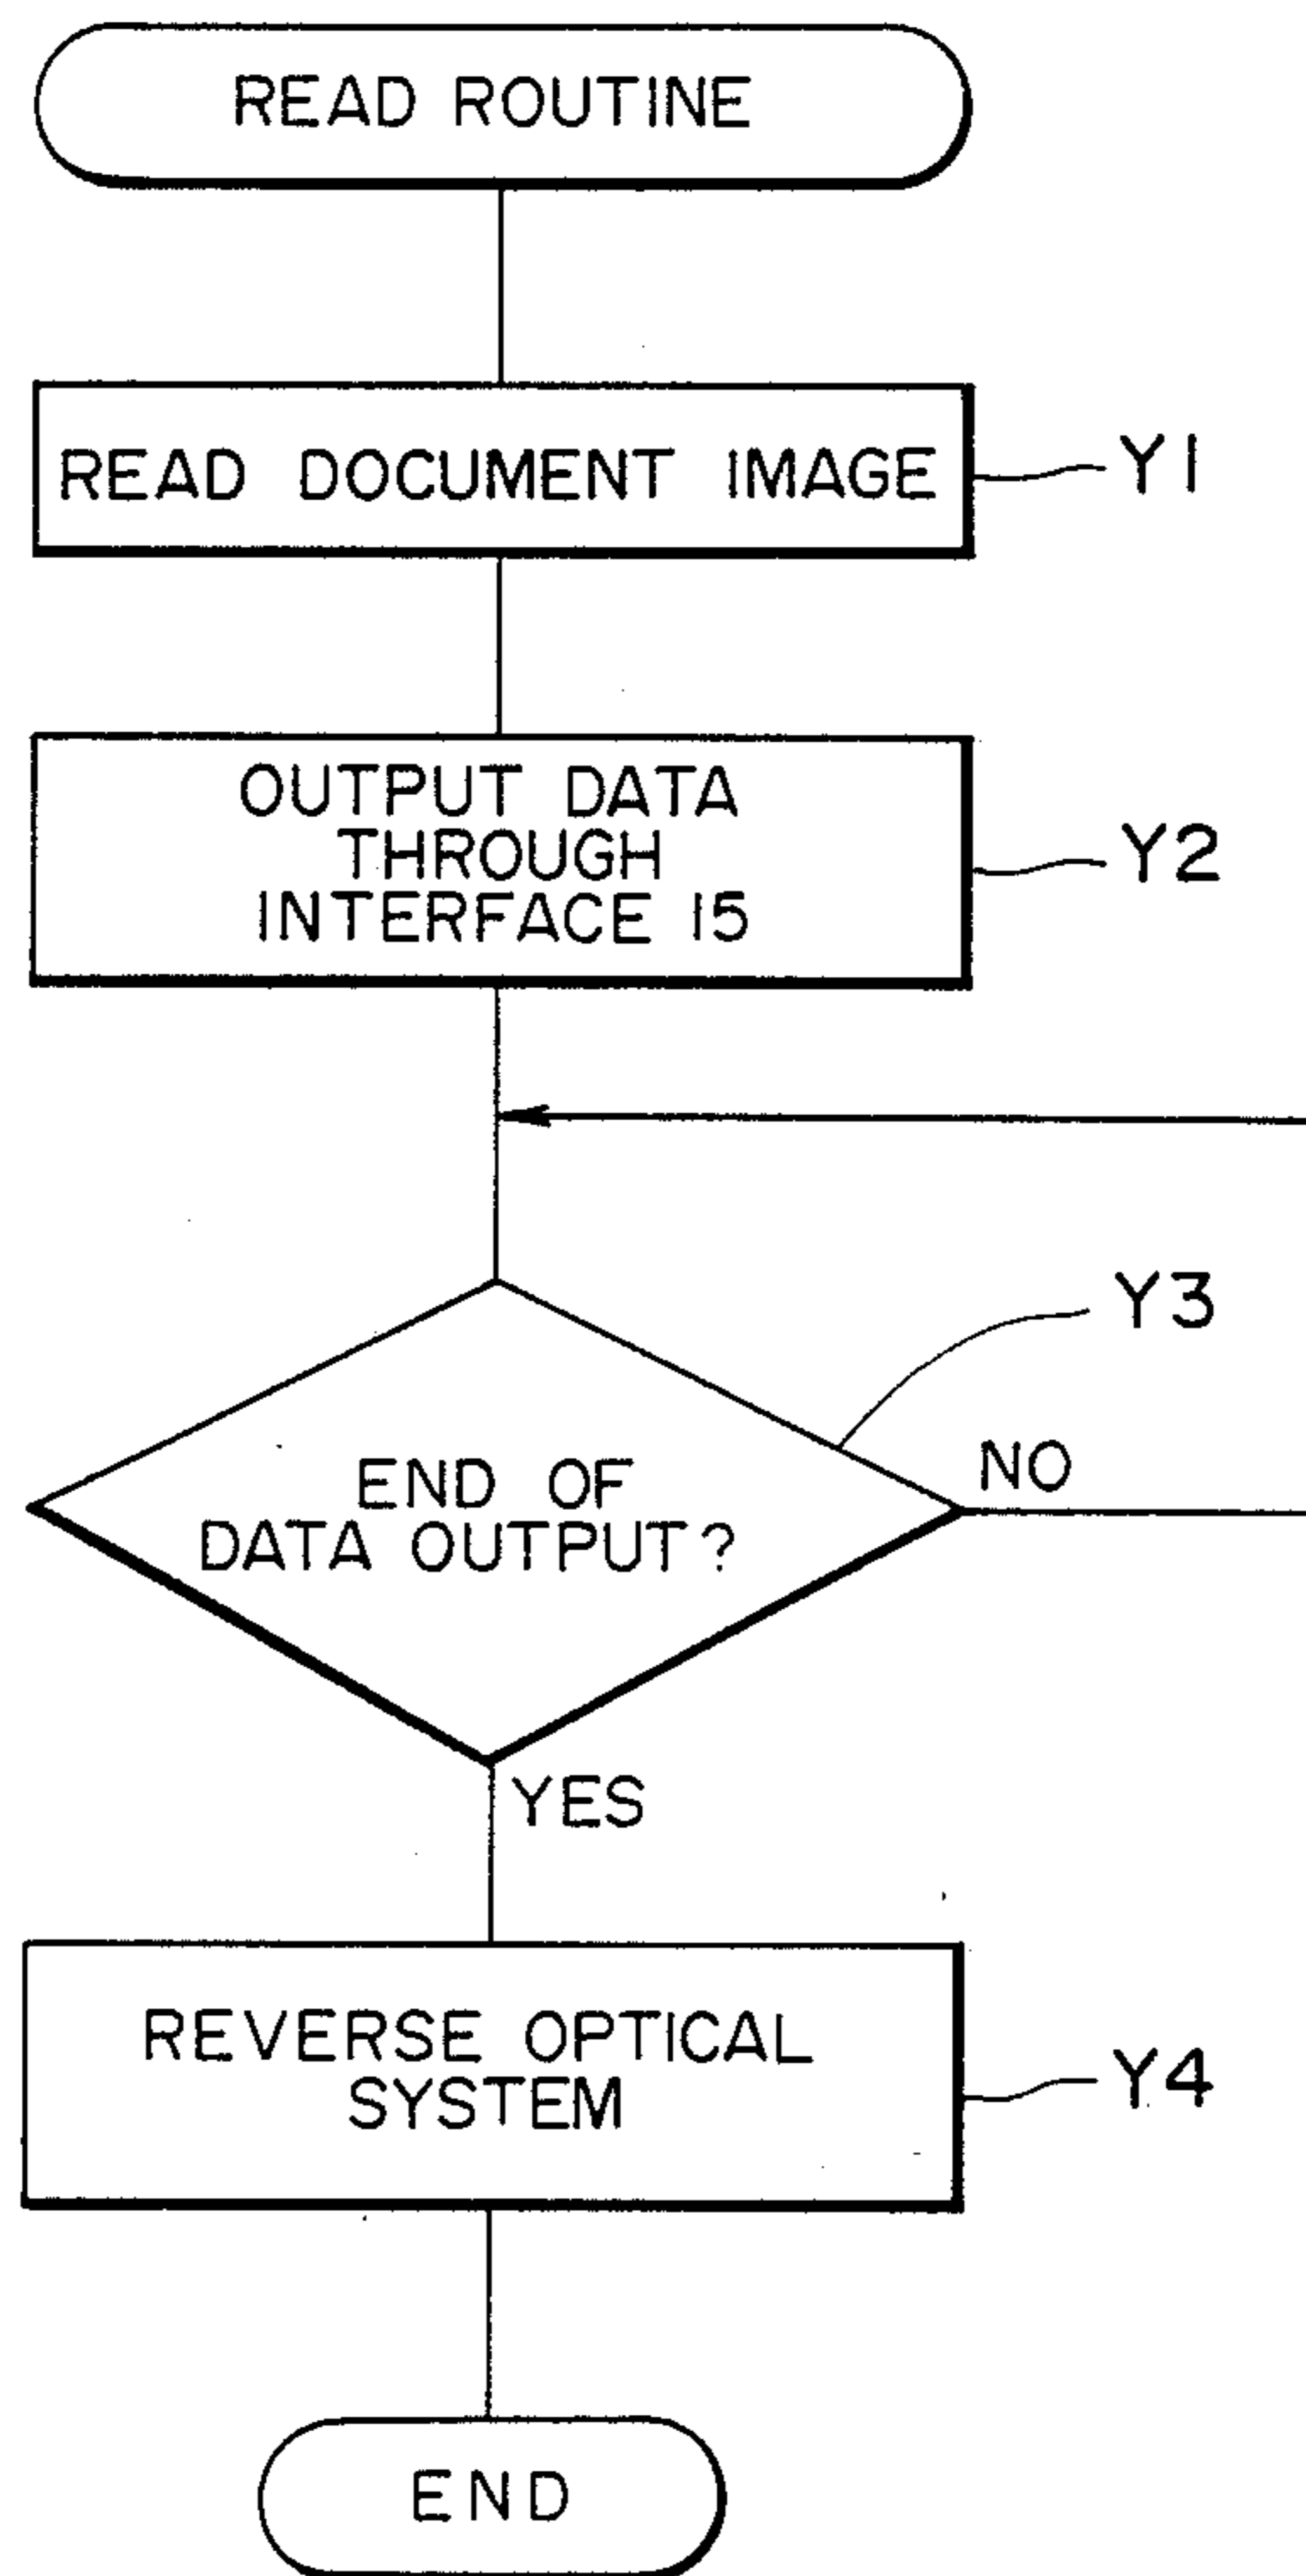 READ ROUTINE
READ DOCUMENT IMAGE
Y1
OUTPUT DATA
THROUGH
INTERFACE 15
Y2
Y3
END OF
DATA OUTPUT?
NO
YES
REVERSE OPTICAL
SYSTEM
Y4
END